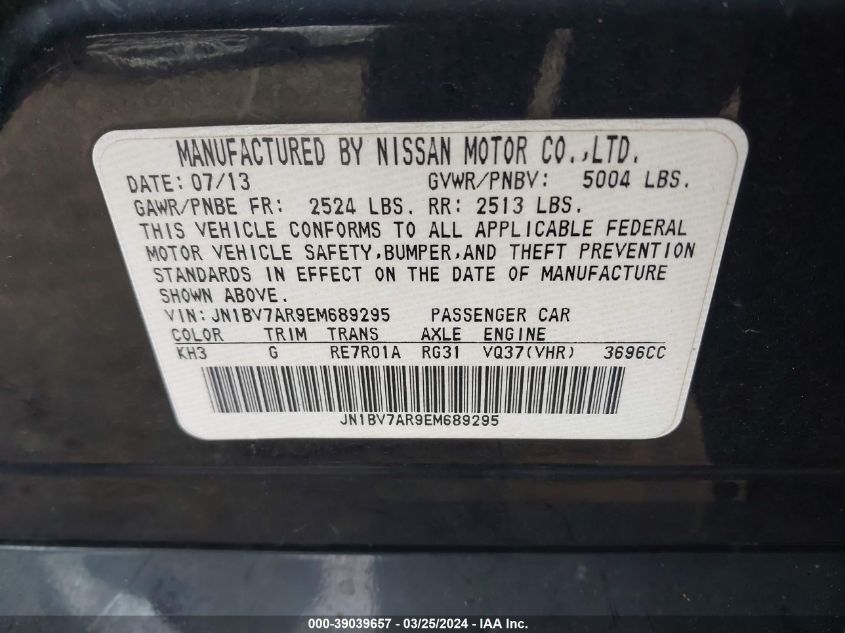 MANUFACTURED BY NISSAN MOTOR CO.,LTD.
DATE: 07/13 GVWR/PNBV: 5004 LBS.
GAWR/PNBE FR: 2524 LBS. RR: 2513 LBS.
THIS VEHICLE CONFORMS TO ALL APPLICABLE FEDERAL
MOTOR VEHICLE SAFETY,BUMPER,AND THEFT PREVENTION
STANDARDS IN EFFECT ON THE DATE OF MANUFACTURE
SHOWN ABOVE.
VIN: JN1BV7AR9EM689295 PASSENGER CAR
COLOR TRIM TRANS AXLE ENGINE
KH3 G RE7R01A RG31 VQ37(VHR) 3696CC
JN1BV7AR9EM689295
000-39039657 - 03/25/2024 - IAA Inc.